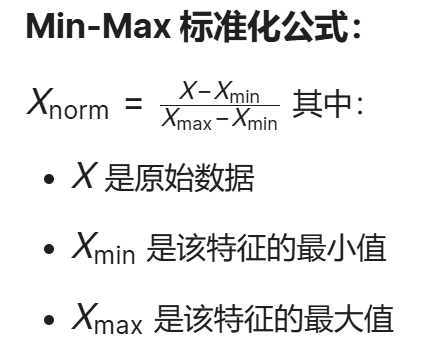 Min-Max 标准化公式：
X_norm = \frac{X - X_min}{X_max - X_min} 其中：
• X 是原始数据
• X_min 是该特征的最小值
• X_max 是该特征的最大值